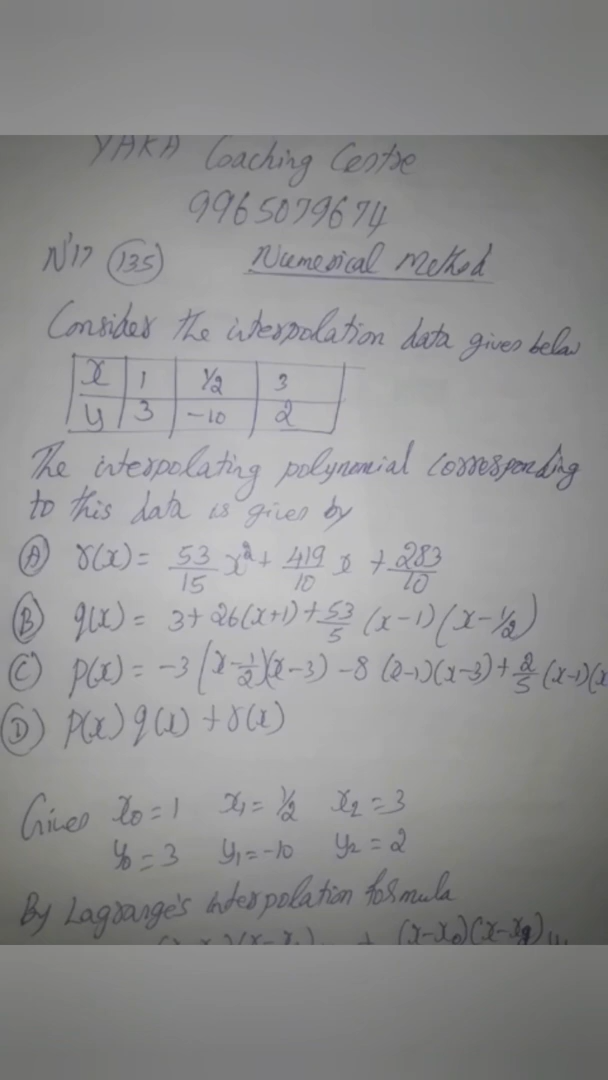 YAKA Coaching Centre
9965079674
N'17 (135) Numerical Method
Consider the interpolation data given below
x 1 1/2 3
y 3 -10 2
The interpolating polynomial corresponding
to this data is given by
(A) r(x) = 53/15 x² + 419/10 x + 283/10
(B) q(x) = 3 + 26(x+1) + 53/5 (x-1)(x-1/2)
(C) p(x) = -3 (x-1/2)(x-3) -8 (x-1)(x-3) + 2/5 (x-1)(x
(D) p(x) q(x) + r(x)
Given x₀ = 1 x₁ = 1/2 x₂ = 3
y₀ = 3 y₁ = -10 y₂ = 2
By Lagrange's interpolation formula
(x-x₀)(x-x₂)